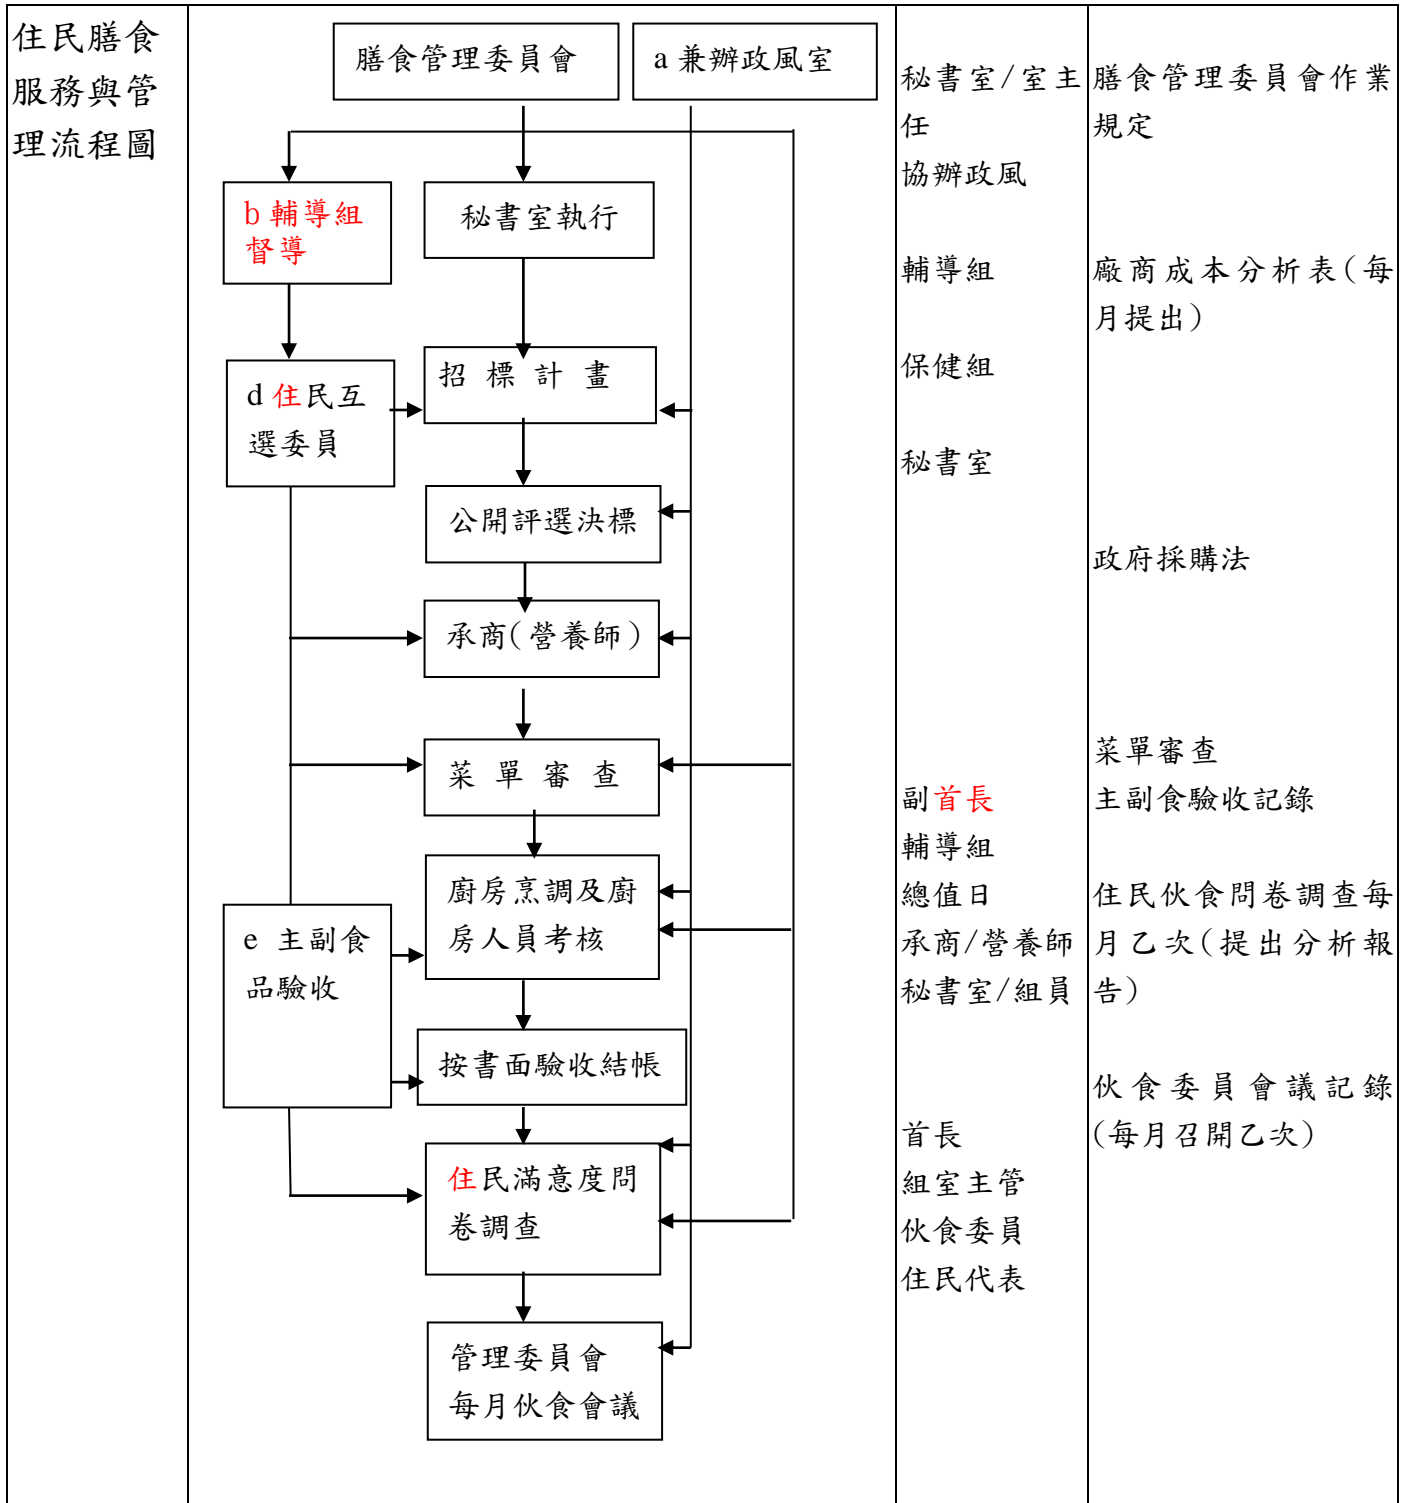 住民膳食
服務與管
理流程圖
膳食管理委員會
a 兼辦政風室
b 輔導組
督導
秘書室執行
d 住民互
選委員
招標計畫
公開評選決標
承商(營養師)
菜單審查
廚房烹調及廚
房人員考核
e 主副食
品驗收
按書面驗收結帳
住民滿意度問
卷調查
管理委員會
每月伙食會議
秘書室/室主
任
協辦政風
輔導組
保健組
秘書室
副首長
輔導組
總值日
承商/營養師
秘書室/組員
首長
組室主管
伙食委員
住民代表
膳食管理委員會作業
規定
廠商成本分析表(每
月提出)
政府採購法
菜單審查
主副食驗收記錄
住民伙食問卷調查每
月乙次(提出分析報
告)
伙食委員會議記錄
(每月召開乙次)